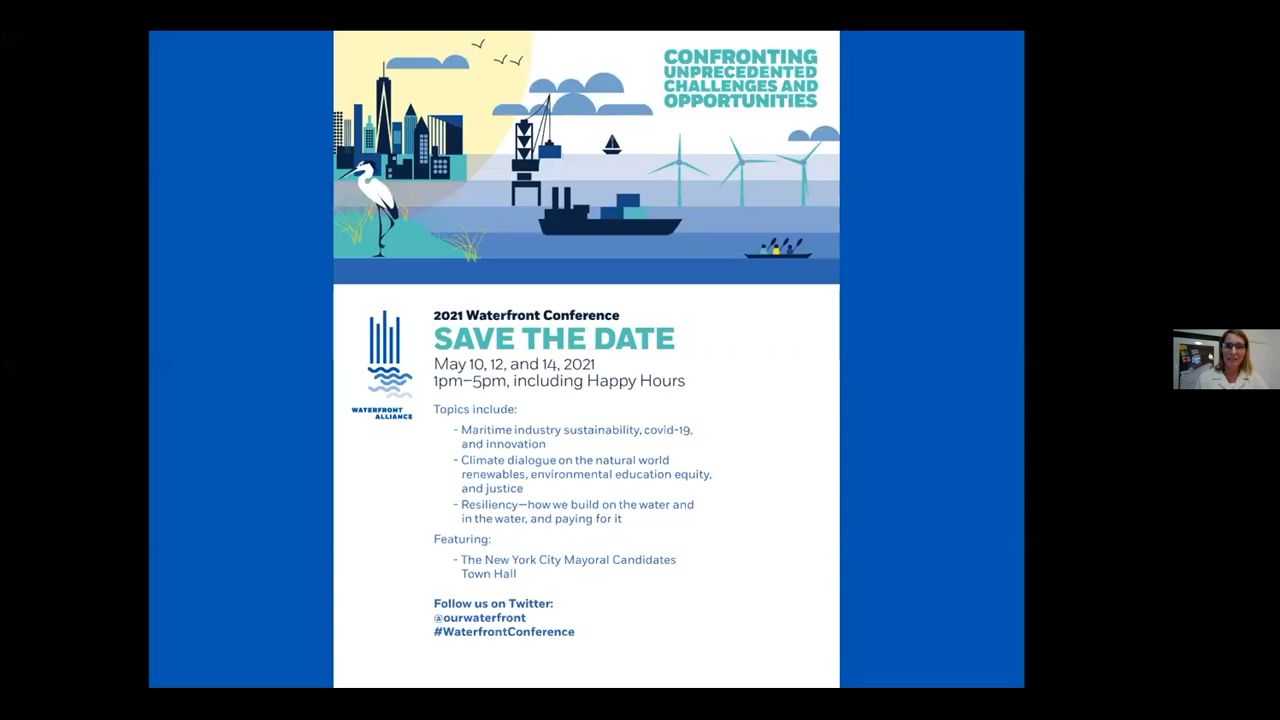 CONFRONTING
UNPRECEDENTED
CHALLENGES AND
OPPORTUNITIES
2021 Waterfront Conference
SAVE THE DATE
May 10, 12, and 14, 2021
1pm–5pm, including Happy Hours
WATERFRONT
ALLIANCE
Topics include:
- Maritime industry sustainability, covid-19,
and innovation
- Climate dialogue on the natural world
renewables, environmental education equity,
and justice
- Resiliency—how we build on the water and
in the water, and paying for it
Featuring:
- The New York City Mayoral Candidates
Town Hall
Follow us on Twitter:
@ourwaterfront
#WaterfrontConference